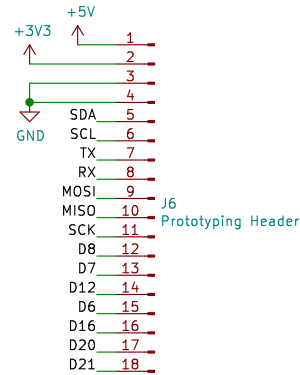 +5V
+3V3
1
2
3
4
GND
SDA 5
SCL 6
TX 7
RX 8
MOSI 9
J6
MISO 10
Prototyping Header
SCK 11
D8 12
D7 13
D12 14
D6 15
D16 16
D20 17
D21 18